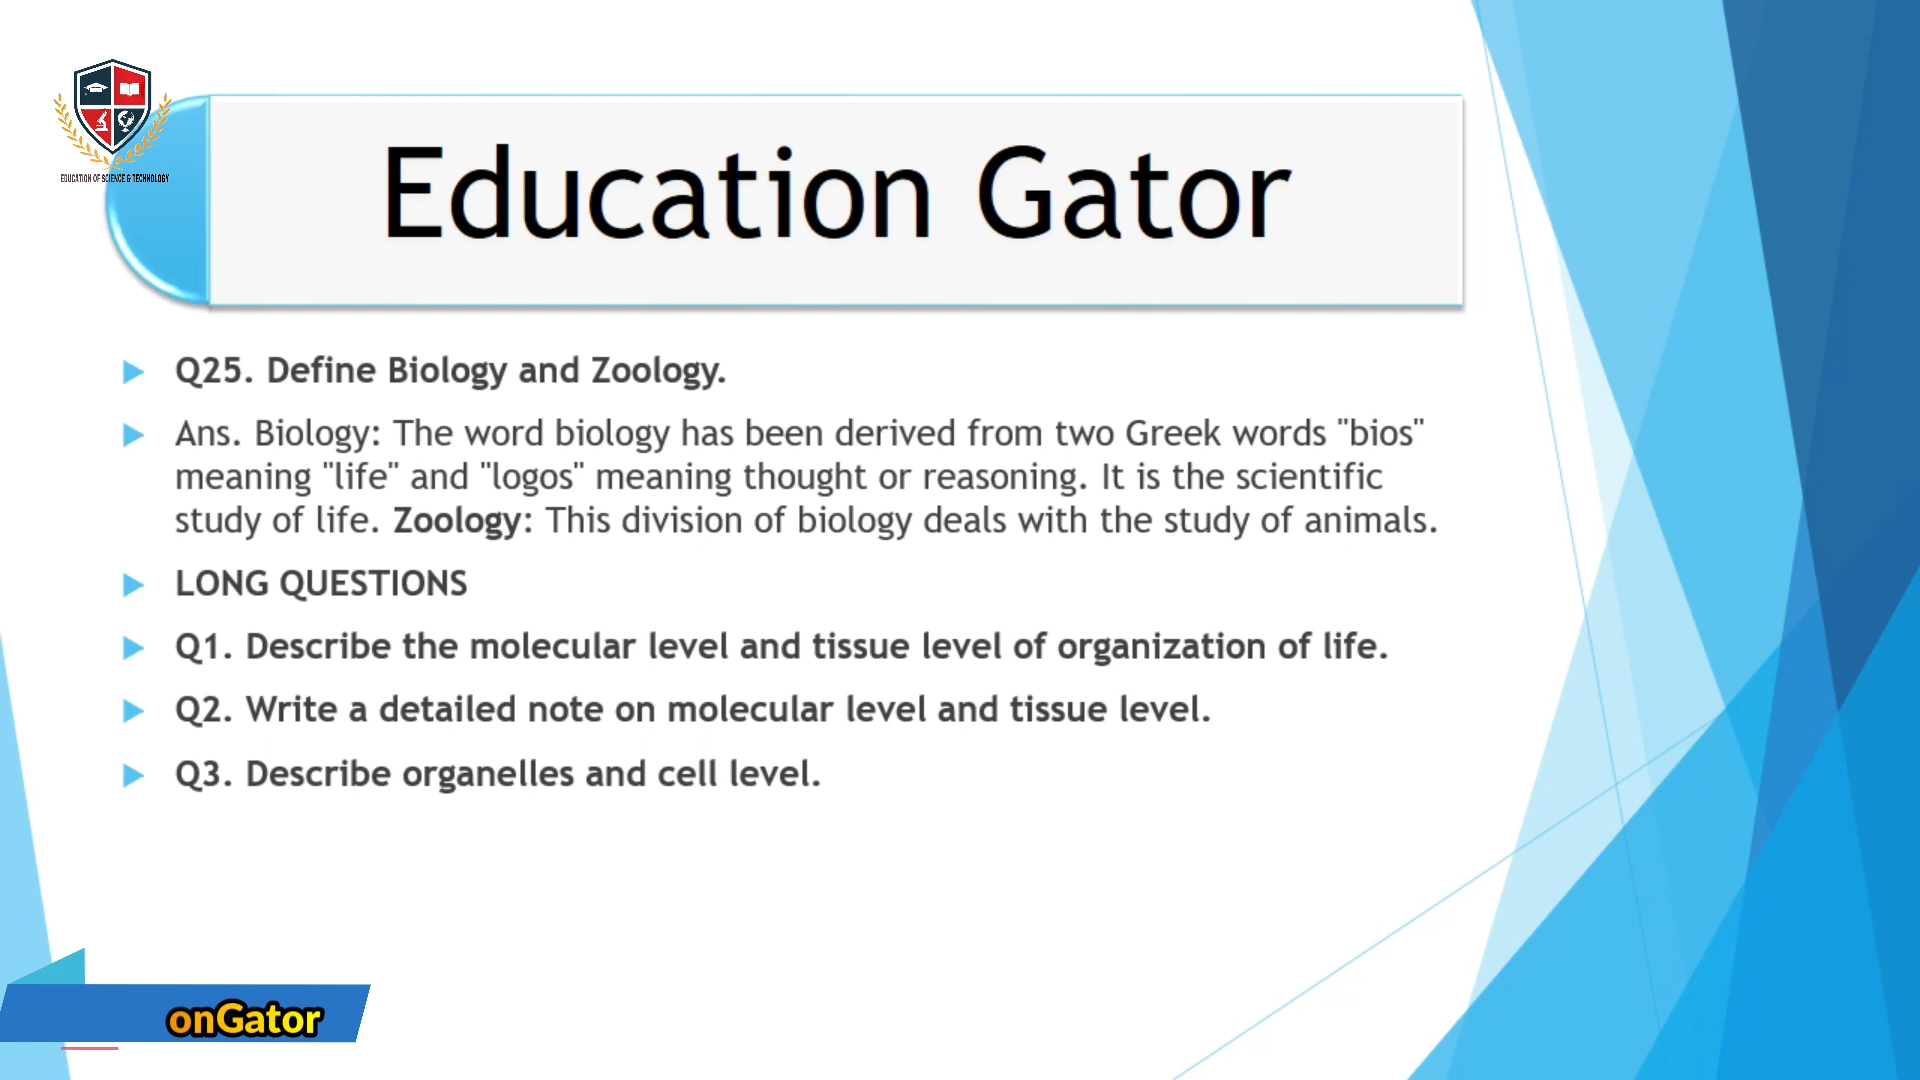 EDUCATION OF SCIENCE & TECHNOLOGY
Education Gator
Q25. Define Biology and Zoology.
Ans. Biology: The word biology has been derived from two Greek words "bios"
meaning "life" and "logos" meaning thought or reasoning. It is the scientific
study of life. Zoology: This division of biology deals with the study of animals.
LONG QUESTIONS
Q1. Describe the molecular level and tissue level of organization of life.
Q2. Write a detailed note on molecular level and tissue level.
Q3. Describe organelles and cell level.
onGator